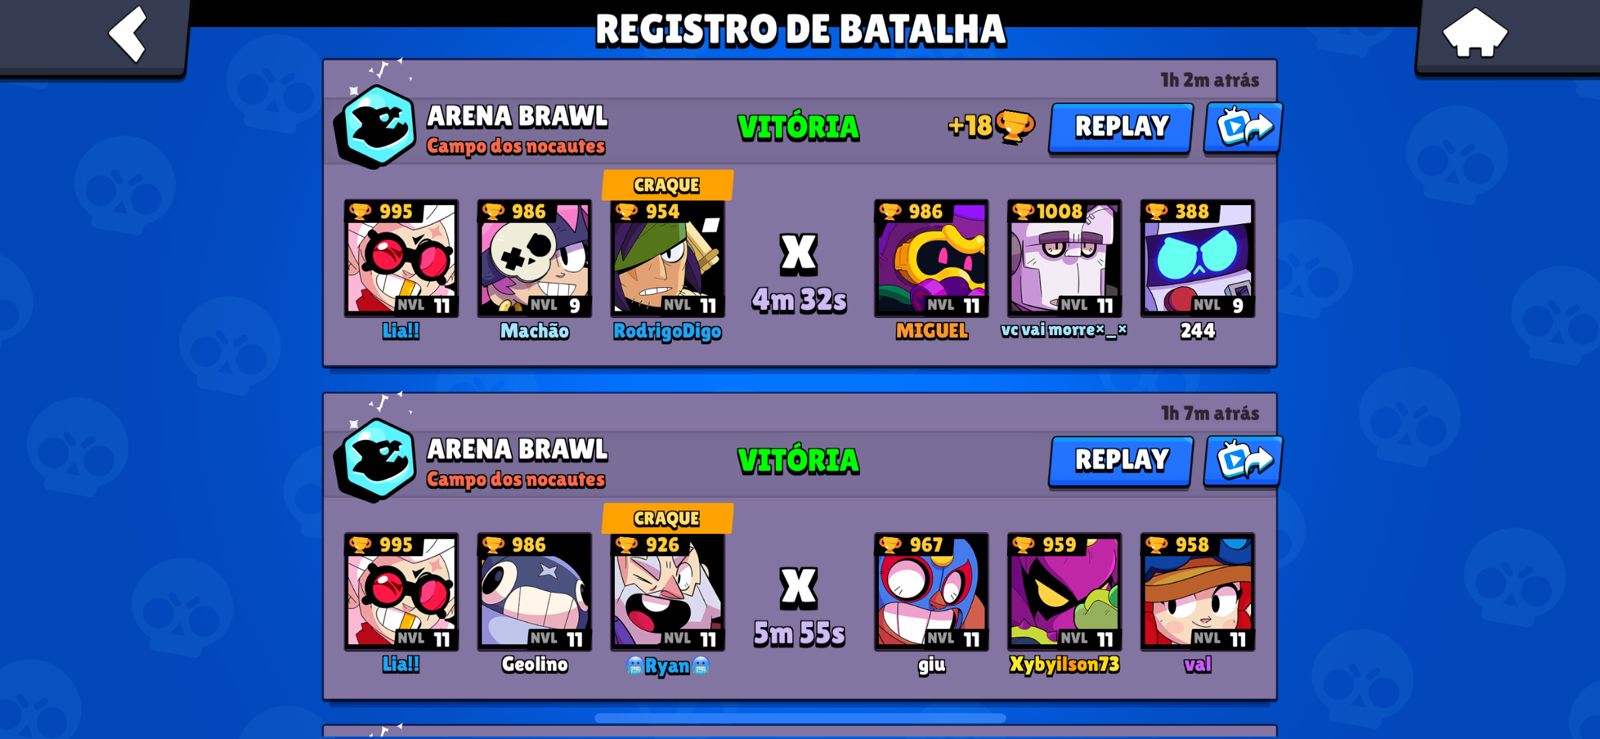 REGISTRO DE BATALHA
1h 2m atrás
ARENA BRAWL
Campo dos nocautes
VITÓRIA
+18
REPLAY
CRAQUE
995
986
954
986
1008
388
X
4m 32s
NVL 11
NVL 9
NVL 11
NVL 11
NVL 11
NVL 9
Lia!!
Machão
RodrigoDigo
MIGUEL
vc vai morre×_×
244
1h 7m atrás
ARENA BRAWL
Campo dos nocautes
VITÓRIA
REPLAY
CRAQUE
995
986
926
967
959
958
X
5m 55s
NVL 11
NVL 11
NVL 11
NVL 11
NVL 11
NVL 11
Lia!!
Geolino
🥶Ryan🥶
giu
Xybyilson73
val